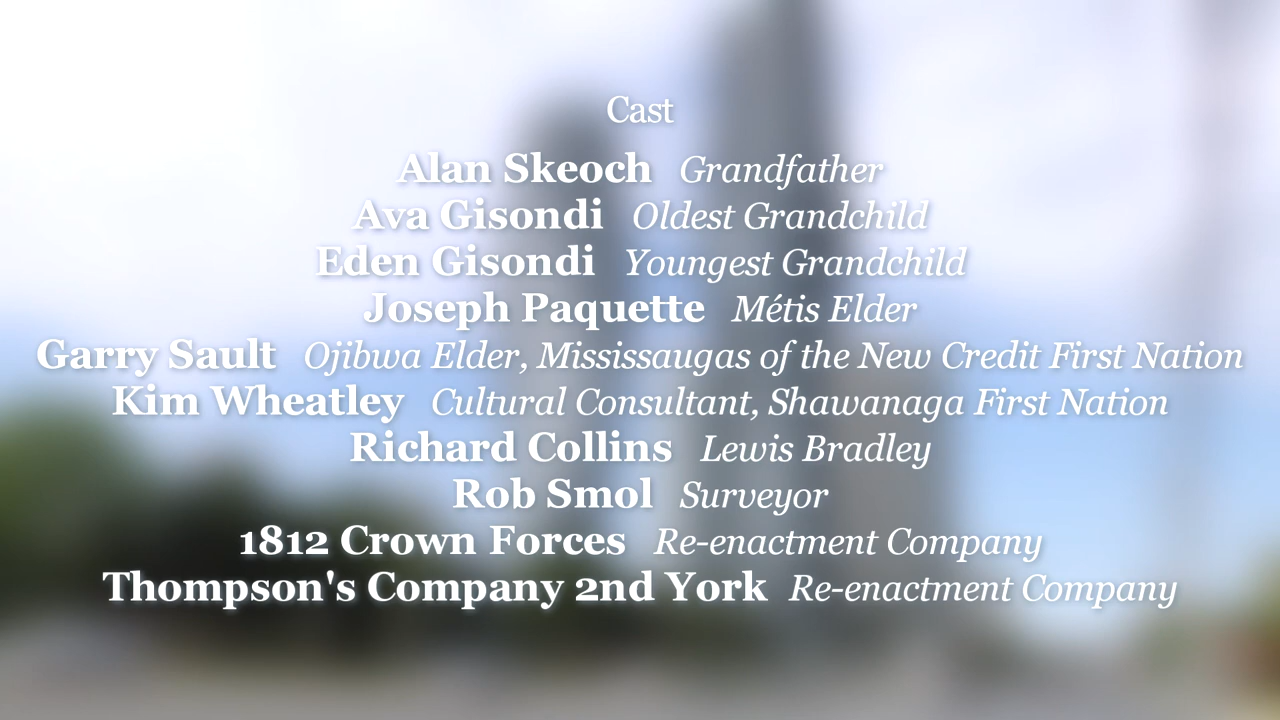 Cast
Alan Skeoch Grandfather
Ava Gisondi Oldest Grandchild
Eden Gisondi Youngest Grandchild
Joseph Paquette Métis Elder
Garry Sault Ojibwa Elder, Mississaugas of the New Credit First Nation
Kim Wheatley Cultural Consultant, Shawanaga First Nation
Richard Collins Lewis Bradley
Rob Smol Surveyor
1812 Crown Forces Re-enactment Company
Thompson's Company 2nd York Re-enactment Company